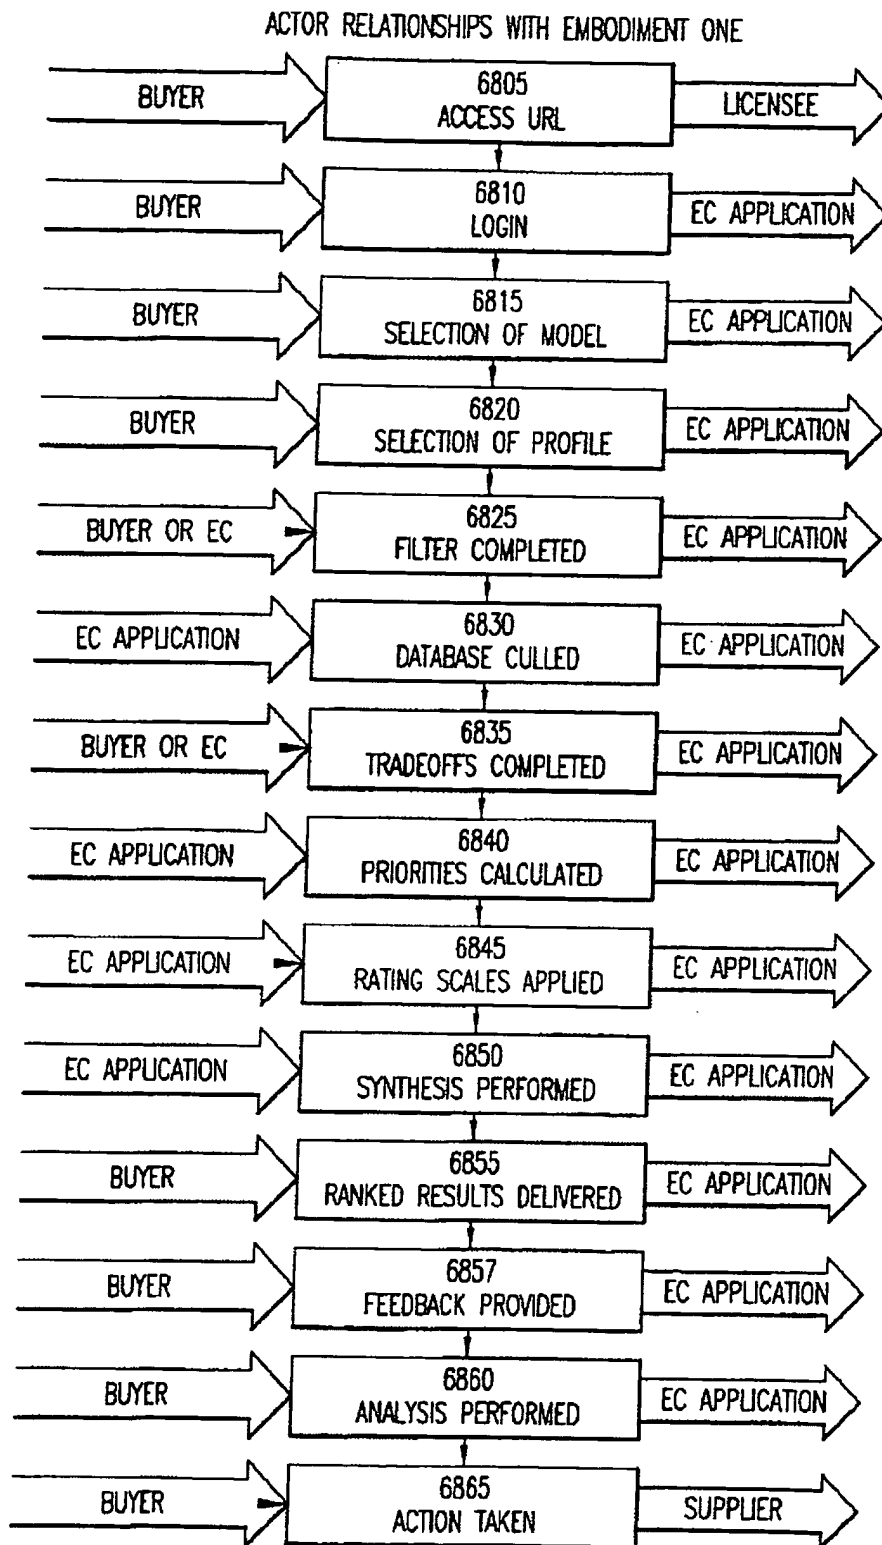 ACTOR RELATIONSHIPS WITH EMBODIMENT ONE
BUYER
6805
ACCESS URL
LICENSEE
BUYER
6810
LOGIN
EC APPLICATION
BUYER
6815
SELECTION OF MODEL
EC APPLICATION
BUYER
6820
SELECTION OF PROFILE
EC APPLICATION
BUYER OR EC
6825
FILTER COMPLETED
EC APPLICATION
EC APPLICATION
6830
DATABASE CULLED
EC APPLICATION
BUYER OR EC
6835
TRADEOFFS COMPLETED
EC APPLICATION
EC APPLICATION
6840
PRIORITIES CALCULATED
EC APPLICATION
EC APPLICATION
6845
RATING SCALES APPLIED
EC APPLICATION
EC APPLICATION
6850
SYNTHESIS PERFORMED
EC APPLICATION
BUYER
6855
RANKED RESULTS DELIVERED
EC APPLICATION
BUYER
6857
FEEDBACK PROVIDED
EC APPLICATION
BUYER
6860
ANALYSIS PERFORMED
EC APPLICATION
BUYER
6865
ACTION TAKEN
SUPPLIER